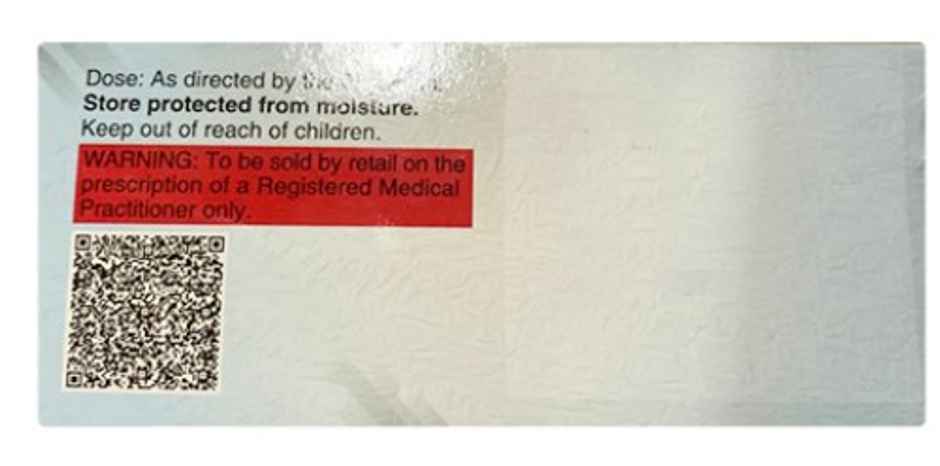 Dose: As directed by the
Store protected from moisture.
Keep out of reach of children.
WARNING: To be sold by retail on the
prescription of a Registered Medical
Practitioner only.